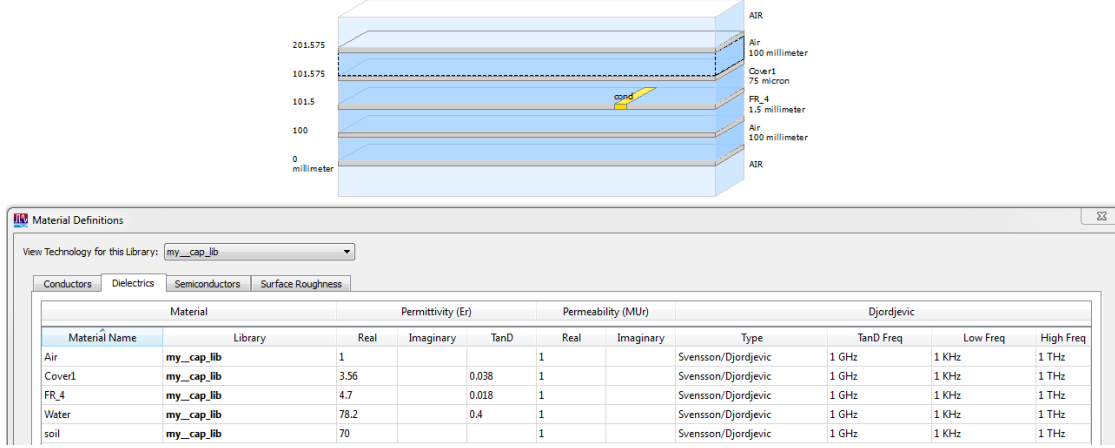 AIR
201.575
Air
100 millimeter
101.575
Cover1
75 micron
101.5
cond
FR_4
1.5 millimeter
100
Air
100 millimeter
0
millimeter
AIR
Material Definitions
View Technology for this Library: my__cap_lib
Conductors Dielectrics Semiconductors Surface Roughness
Material Permittivity (Er) Permeability (MUr) Djordjevic
Material Name Library Real Imaginary TanD Real Imaginary Type TanD Freq Low Freq High Freq
Air my__cap_lib 1 1 Svensson/Djordjevic 1 GHz 1 KHz 1 THz
Cover1 my__cap_lib 3.56 0.038 1 Svensson/Djordjevic 1 GHz 1 KHz 1 THz
FR_4 my__cap_lib 4.7 0.018 1 Svensson/Djordjevic 1 GHz 1 KHz 1 THz
Water my__cap_lib 78.2 0.4 1 Svensson/Djordjevic 1 GHz 1 KHz 1 THz
soil my__cap_lib 70 1 Svensson/Djordjevic 1 GHz 1 KHz 1 THz